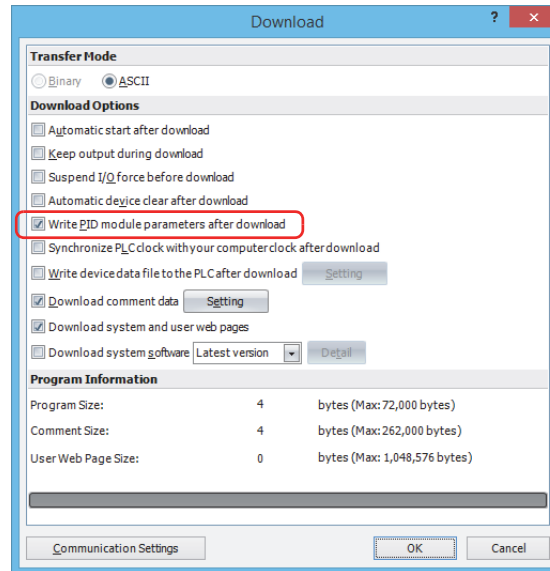 Download
?
×
Transfer Mode
Binary ASCII
Download Options
Automatic start after download
Keep output during download
Suspend I/O force before download
Automatic device clear after download
Write PID module parameters after download
Synchronize PLC clock with your computer clock after download
Write device data file to the PLC after download Setting
Download comment data Setting
Download system and user web pages
Download system software Latest version Detail
Program Information
Program Size: 4 bytes (Max: 72,000 bytes)
Comment Size: 4 bytes (Max: 262,000 bytes)
User Web Page Size: 0 bytes (Max: 1,048,576 bytes)
Communication Settings OK Cancel